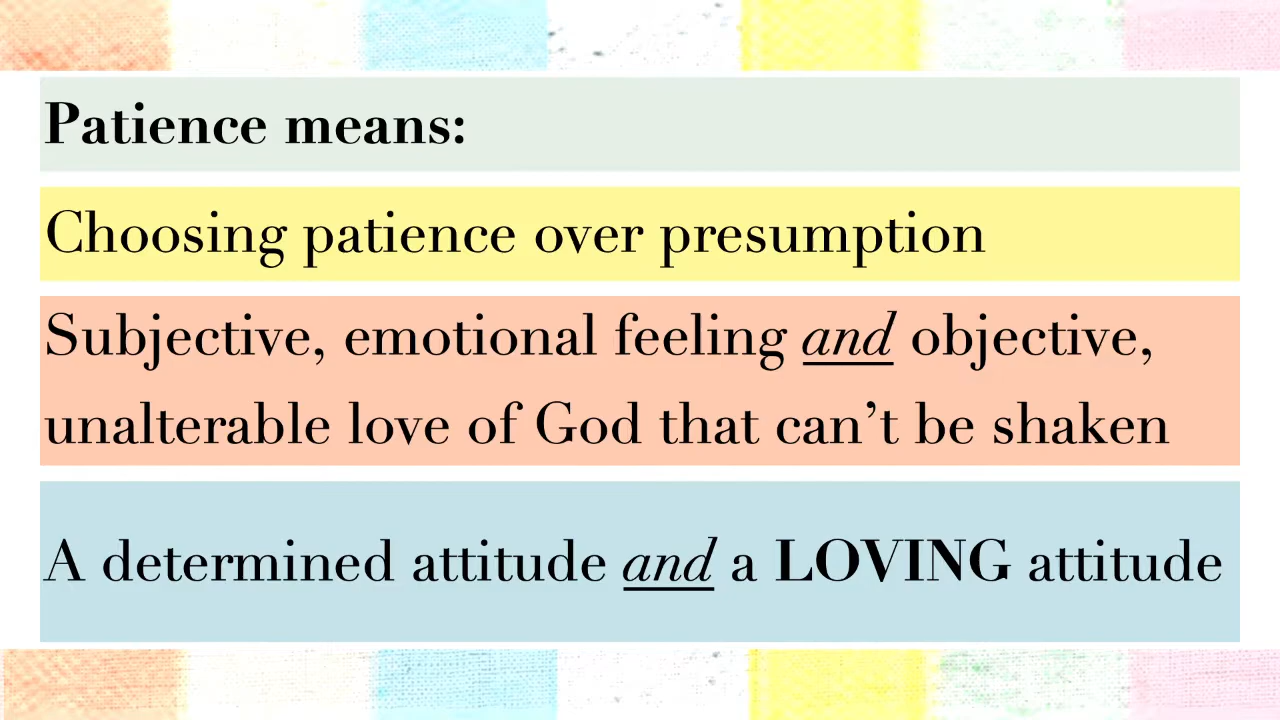 Patience means:
Choosing patience over presumption
Subjective, emotional feeling and objective,
unalterable love of God that can’t be shaken
A determined attitude and a LOVING attitude